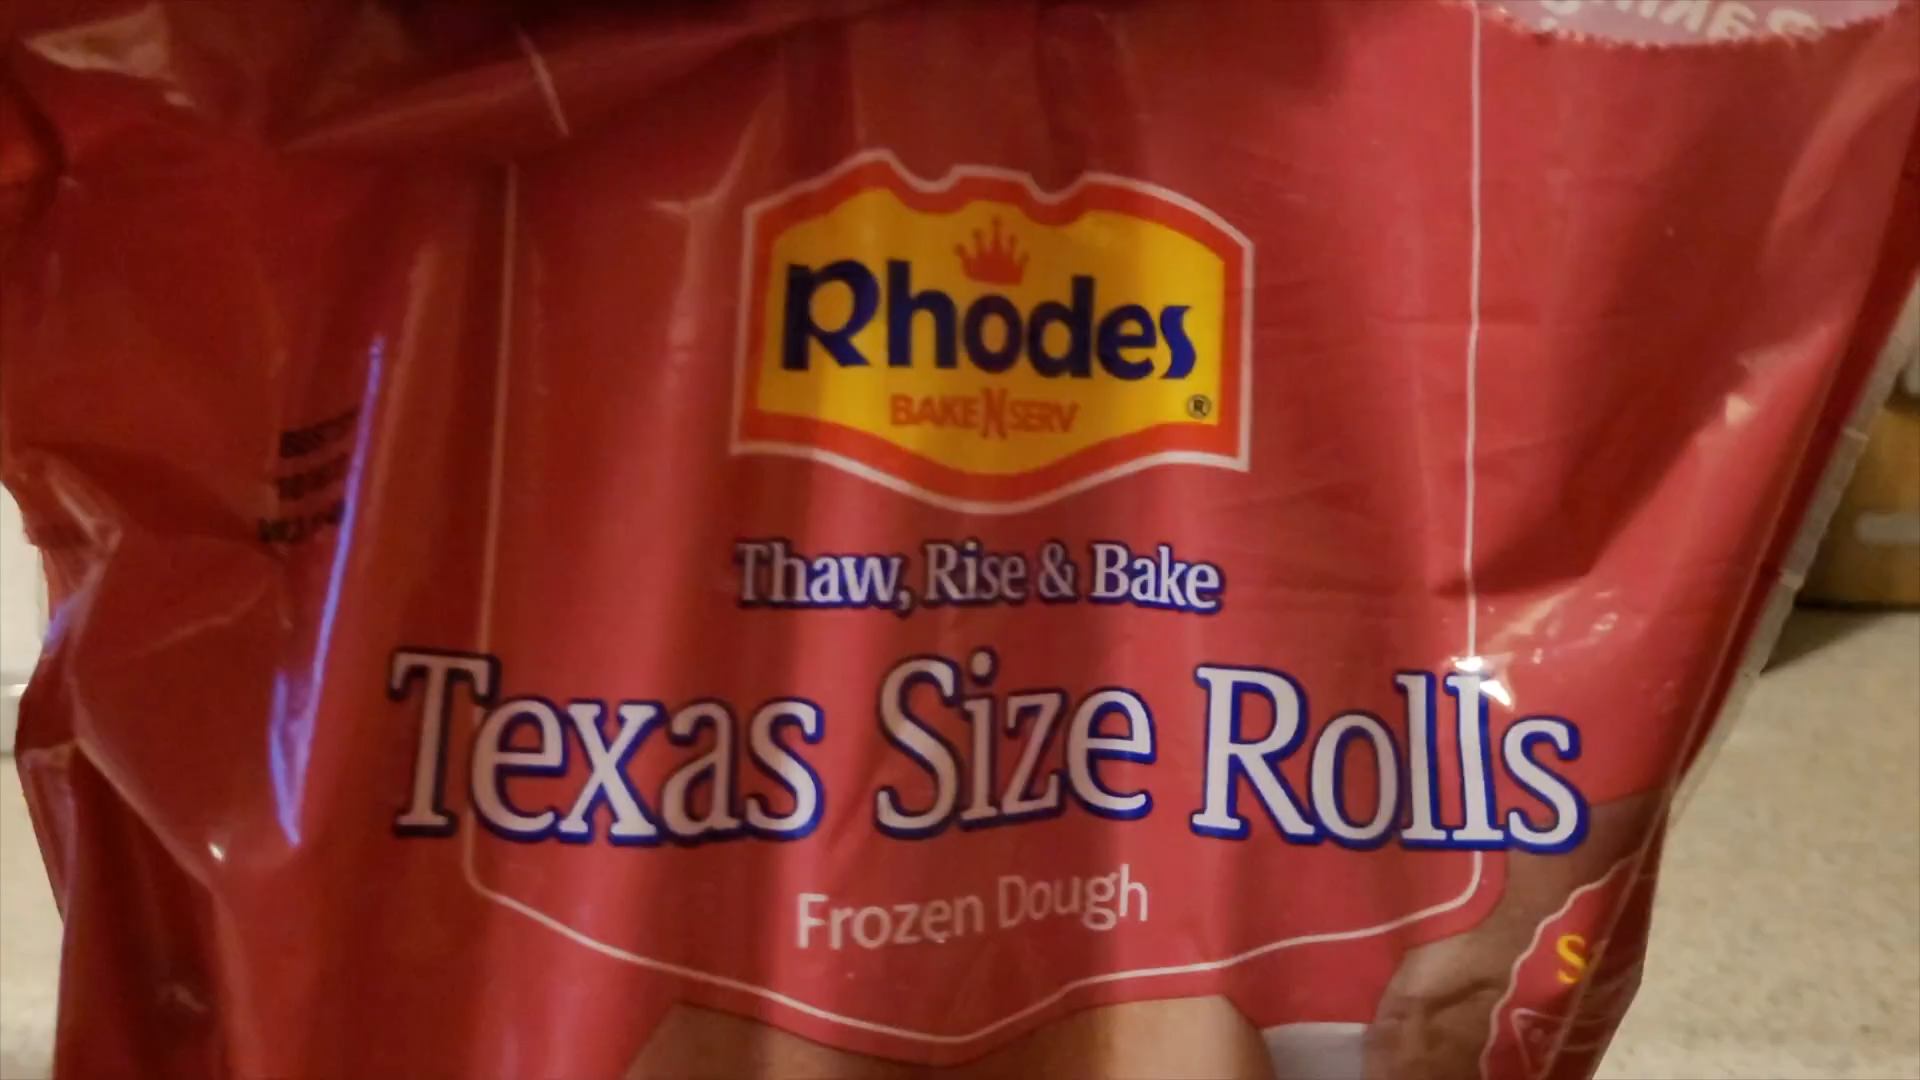 Rhodes
BAKE N SERV
®
Thaw, Rise & Bake
Texas Size Rolls
Frozen Dough